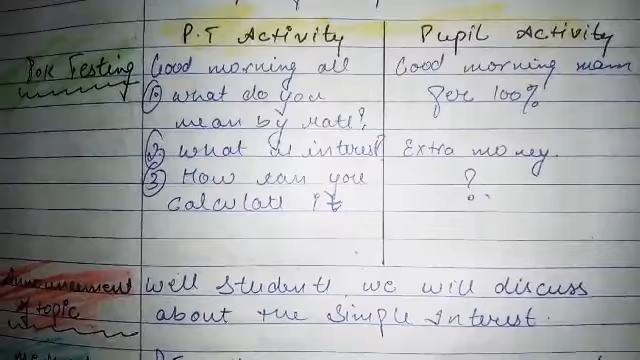 P.T Activity Pupil Activity
P.K Testing Good morning all Good morning mam
① What do you Per 100%
mean by rate?
② What is interest? Extra money.
③ How can you ?
calculate it
Announcement Well students we will discuss
of topic about the Simple Interest.